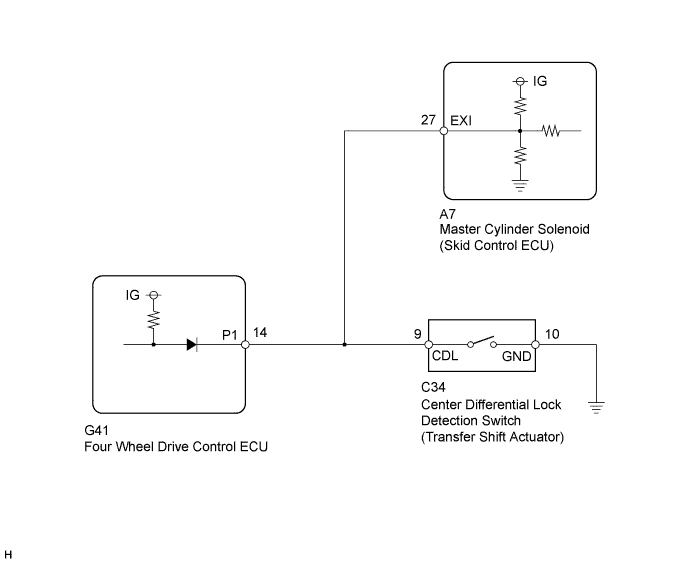 IG
27 EXI
A7
Master Cylinder Solenoid
(Skid Control ECU)
IG
P1 14
9 10
CDL GND
C34
Center Differential Lock
Detection Switch
(Transfer Shift Actuator)
G41
Four Wheel Drive Control ECU
H